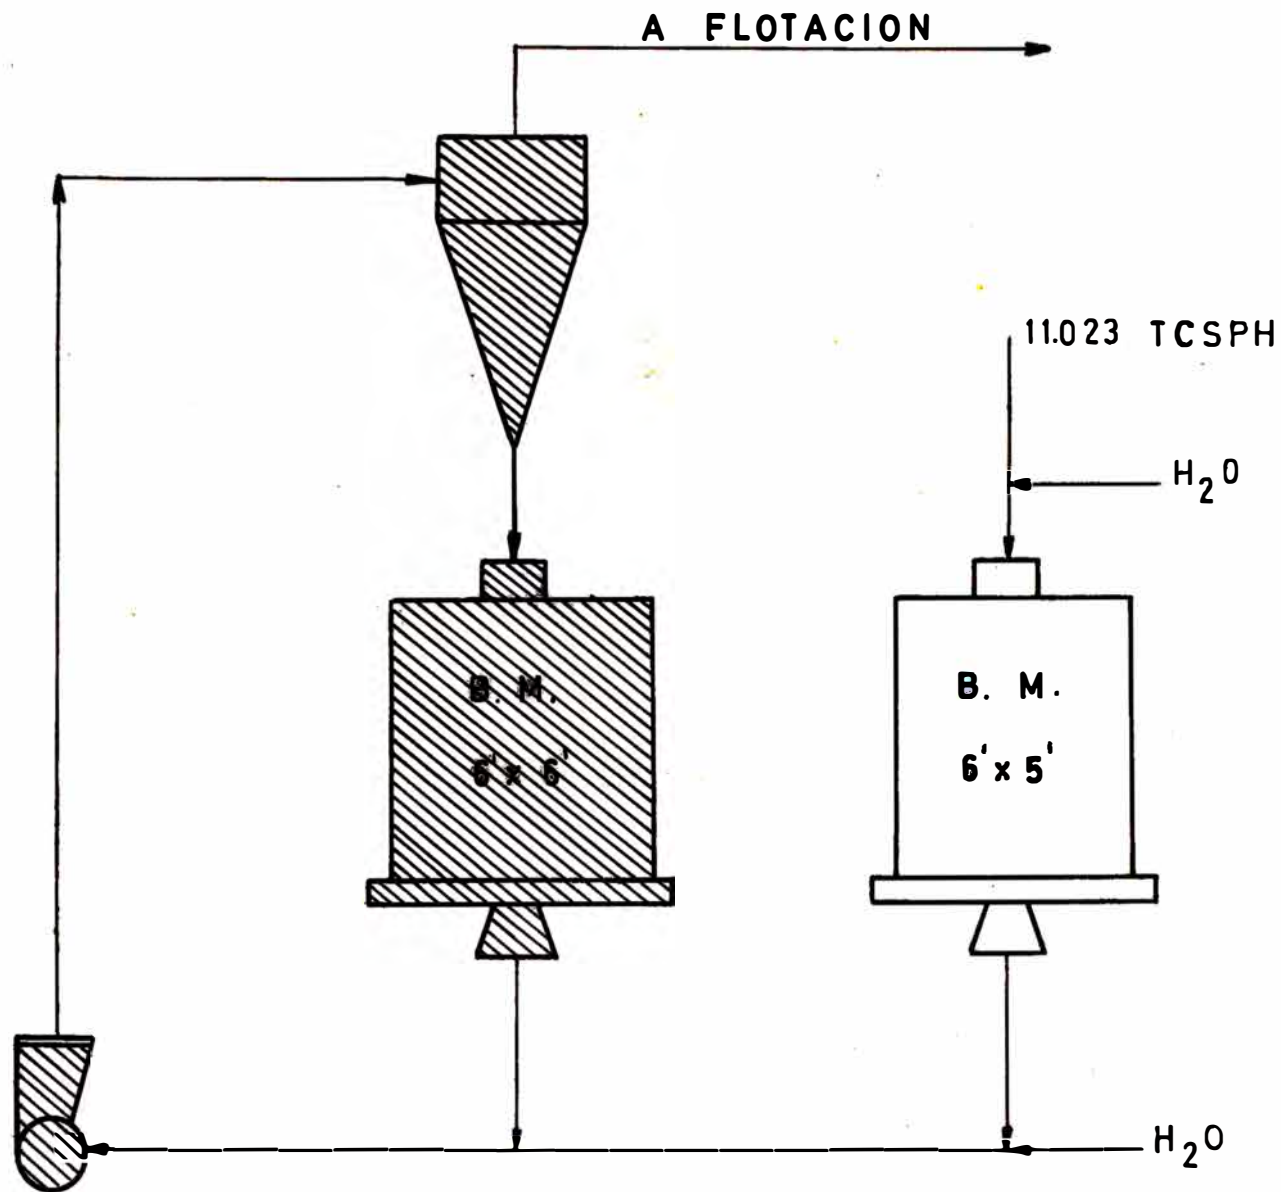 A FLOTACION
11.023 TCSPH
H₂O
B. M.
6' x 6'
B. M.
6' x 5'
H₂O